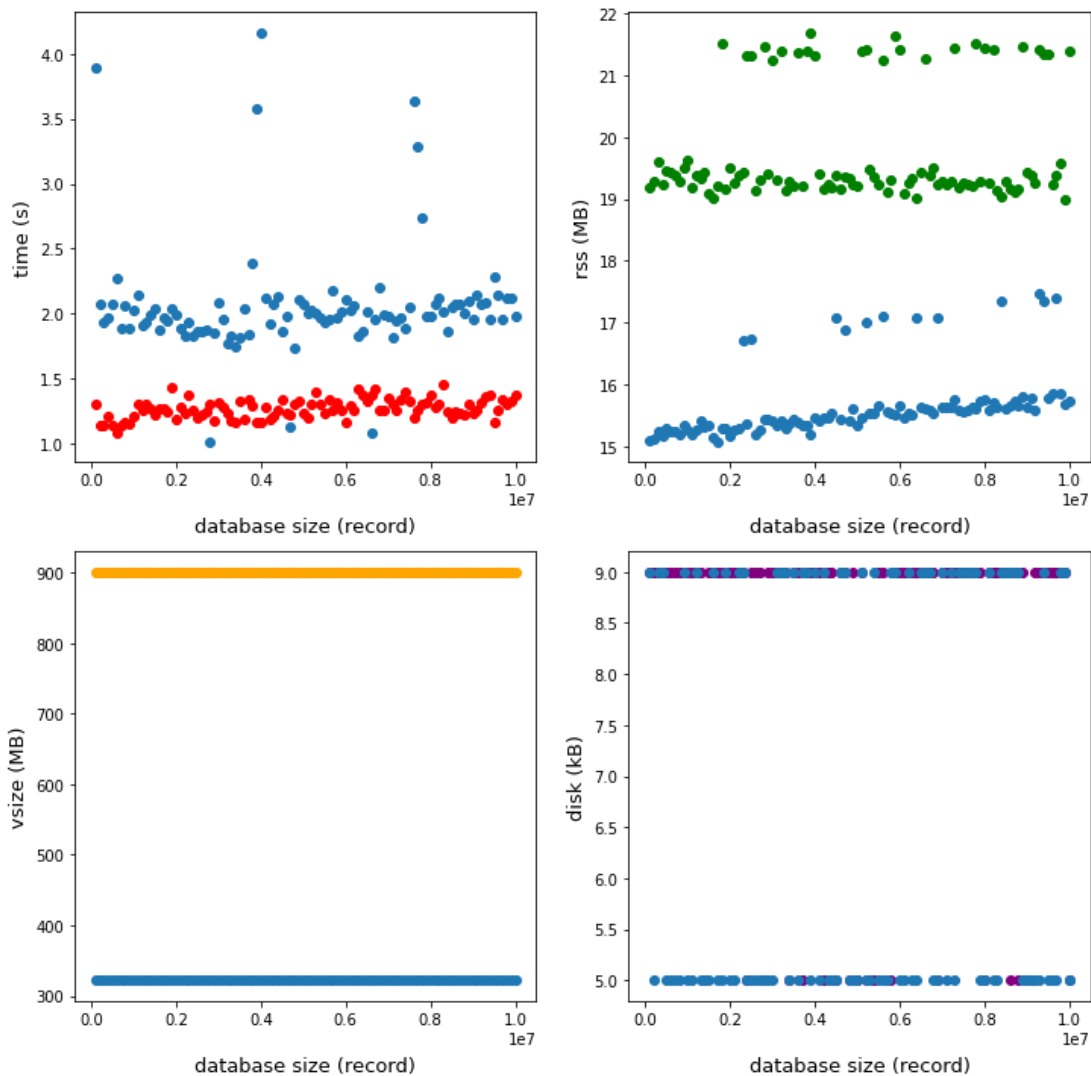 time (s)
4.0
3.5
3.0
2.5
2.0
1.5
1.0
0.0 0.2 0.4 0.6 0.8 1.0
1e7
database size (record)
rss (MB)
22
21
20
19
18
17
16
15
0.0 0.2 0.4 0.6 0.8 1.0
1e7
database size (record)
vsize (MB)
900
800
700
600
500
400
300
0.0 0.2 0.4 0.6 0.8 1.0
1e7
database size (record)
disk (kB)
9.0
8.5
8.0
7.5
7.0
6.5
6.0
5.5
5.0
0.0 0.2 0.4 0.6 0.8 1.0
1e7
database size (record)